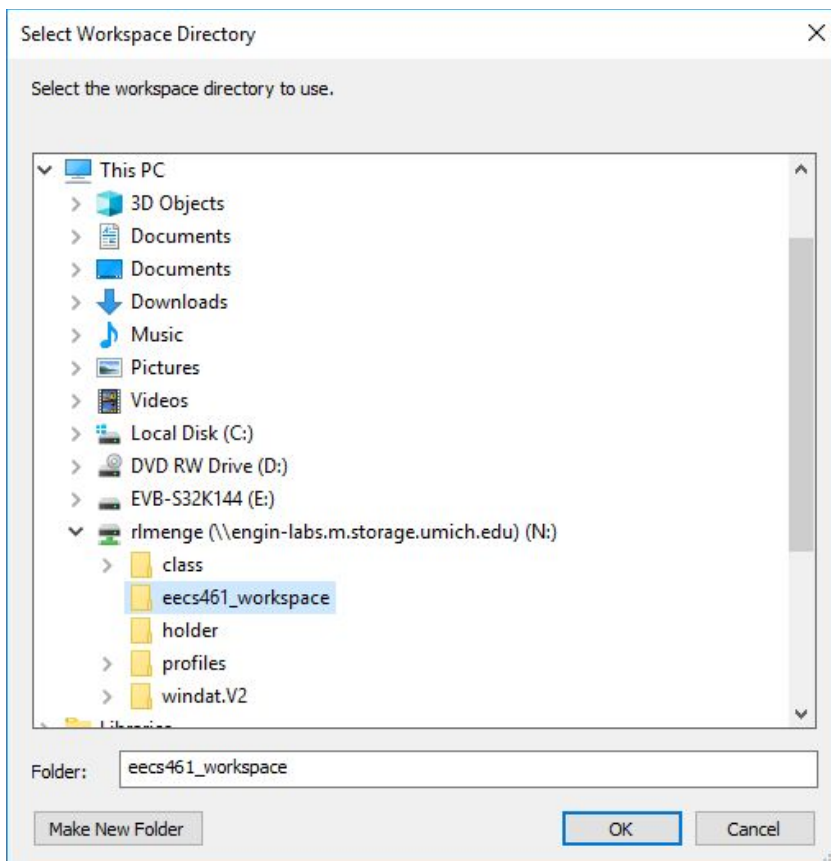 Select Workspace Directory
Select the workspace directory to use.
This PC
3D Objects
Documents
Documents
Downloads
Music
Pictures
Videos
Local Disk (C:)
DVD RW Drive (D:)
EVB-S32K144 (E:)
rlmenge (\\engin-labs.m.storage.umich.edu) (N:)
class
eecs461_workspace
holder
profiles
windat.V2
Libraries
Folder: eecs461_workspace
Make New Folder OK Cancel